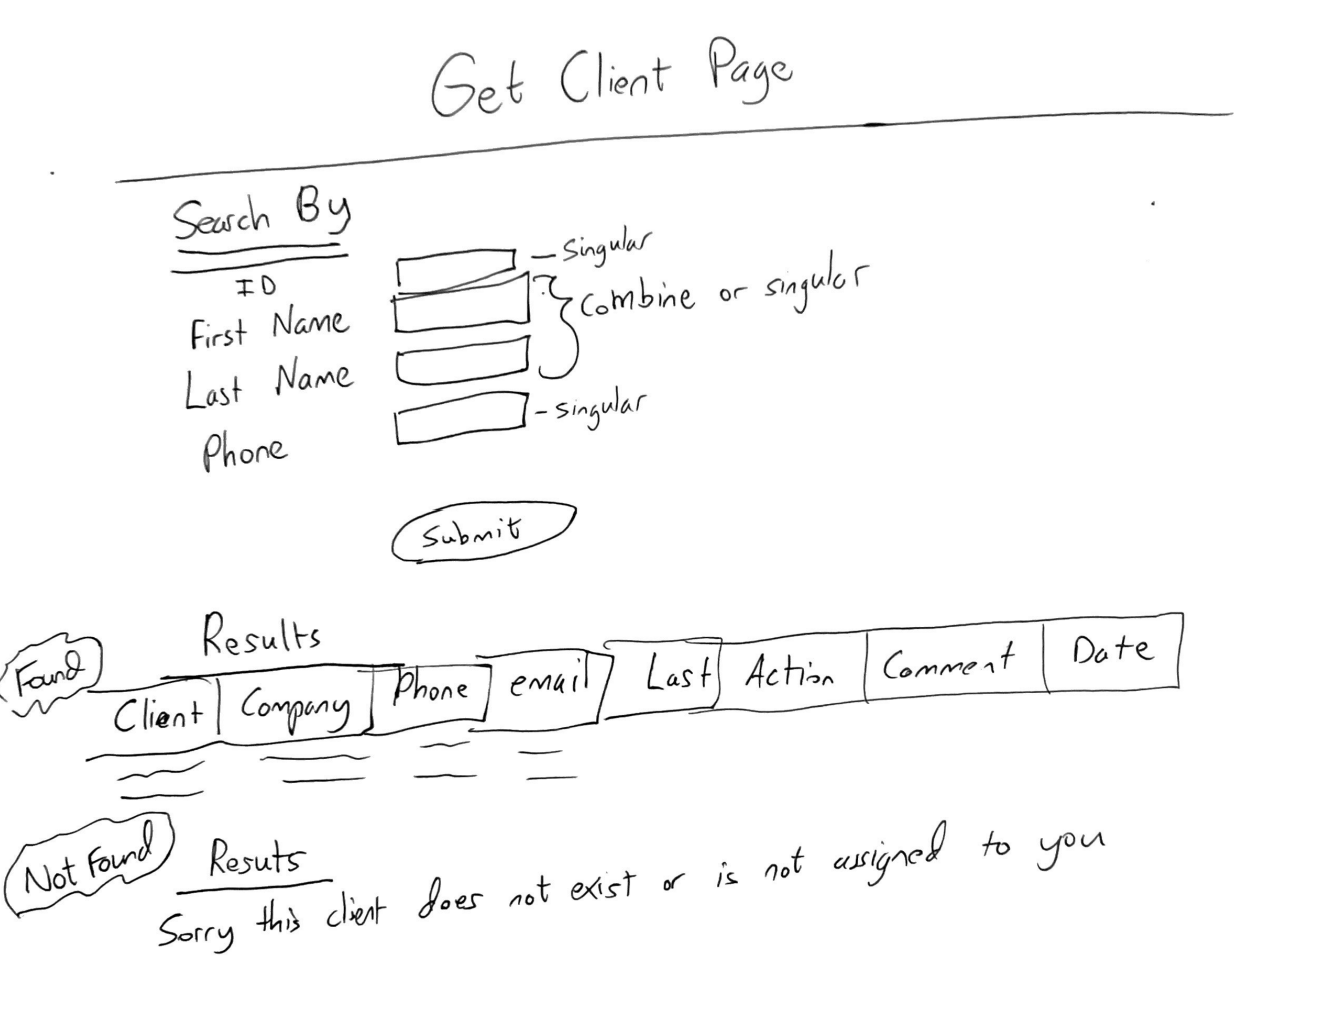 Get Client Page
Search By
ID
- Singular
First Name
Combine or singular
Last Name
Phone
- singular
Submit
Found
Results
Client Company Phone email Last Action Comment Date
Not Found
Resuts
Sorry this client does not exist or is not assigned to you